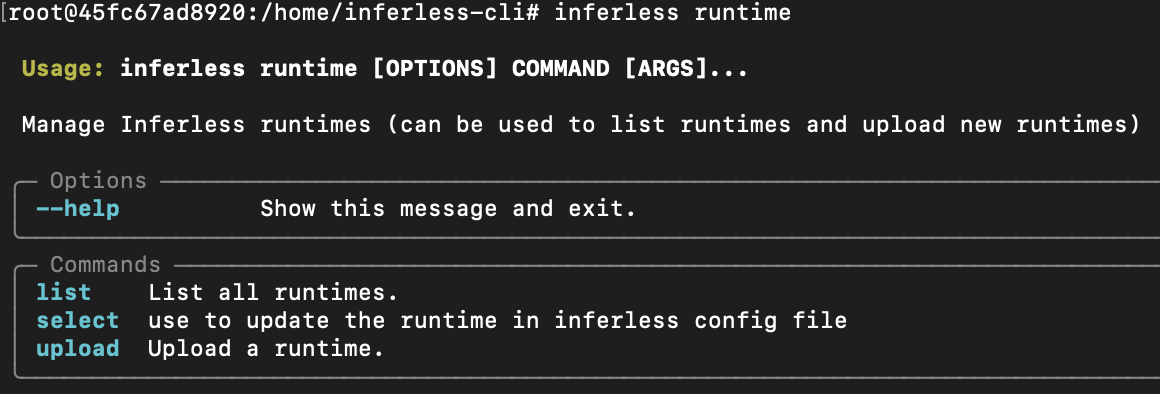 [root@45fc67ad8920:/home/inferless-cli# inferless runtime
Usage: inferless runtime [OPTIONS] COMMAND [ARGS]...
Manage Inferless runtimes (can be used to list runtimes and upload new runtimes)
Options
--help Show this message and exit.
Commands
list List all runtimes.
select use to update the runtime in inferless config file
upload Upload a runtime.